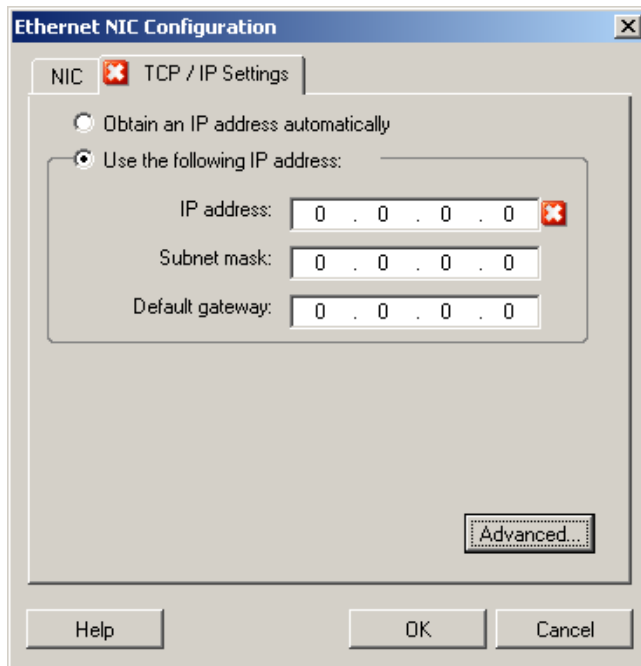 Ethernet NIC Configuration
NIC TCP / IP Settings
Obtain an IP address automatically
Use the following IP address:
IP address: 0 . 0 . 0 . 0
Subnet mask: 0 . 0 . 0 . 0
Default gateway: 0 . 0 . 0 . 0
Advanced...
Help OK Cancel